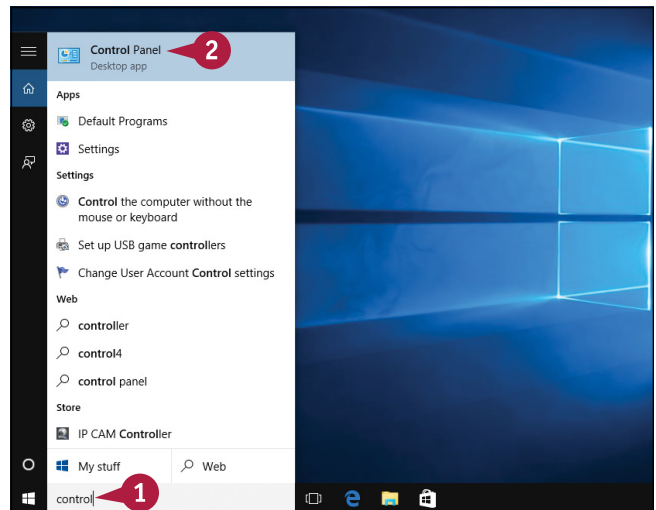 Control Panel
2
Desktop app
Apps
Default Programs
Settings
Settings
Control the computer without the
mouse or keyboard
Set up USB game controllers
Change User Account Control settings
Web
controller
control4
control panel
Store
IP CAM Controller
My stuff
Web
control
1